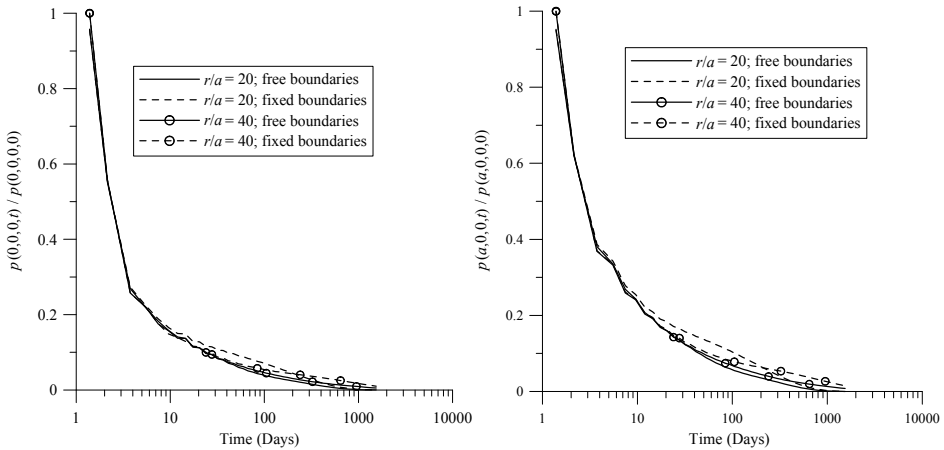 1
0.8
0.6
0.4
0.2
0
p(0,0,0,t) / p(0,0,0,0)
r/a = 20; free boundaries
r/a = 20; fixed boundaries
r/a = 40; free boundaries
r/a = 40; fixed boundaries
1 10 100 1000 10000
Time (Days)
1
0.8
0.6
0.4
0.2
0
p(a,0,0,t) / p(a,0,0,0)
r/a = 20; free boundaries
r/a = 20; fixed boundaries
r/a = 40; free boundaries
r/a = 40; fixed boundaries
1 10 100 1000 10000
Time (Days)